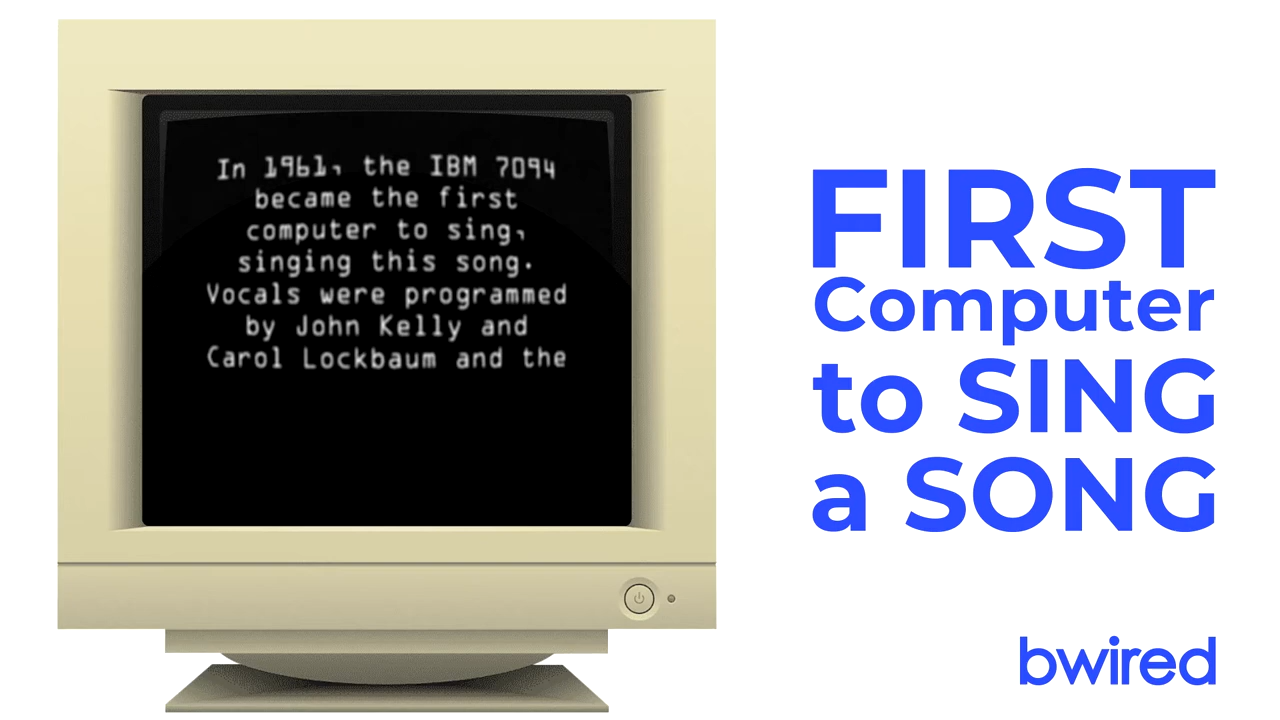 In 1961, the IBM 7094
became the first
computer to sing,
singing this song.
Vocals were programmed
by John Kelly and
Carol Lockbaum and the
FIRST
Computer
to SING
a SONG
bwired